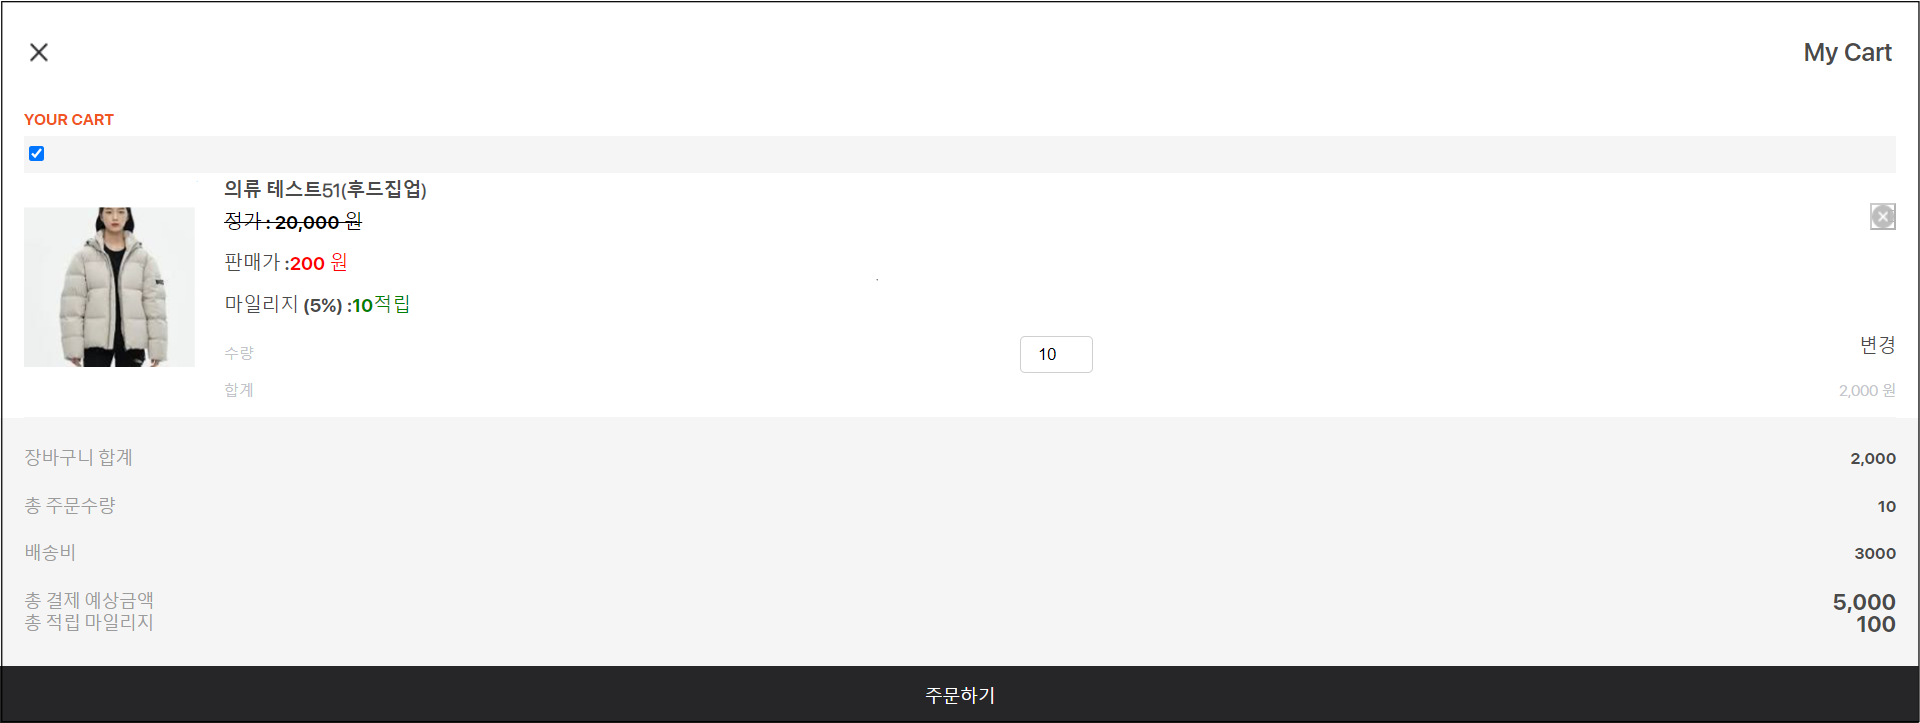 My Cart
YOUR CART
의류 테스트51(후드집업)
정가 : 20,000 원
판매가 :200 원
마일리지 (5%) :10적립
수량 10 변경
합계 2,000 원
장바구니 합계 2,000
총 주문수량 10
배송비 3000
총 결제 예상금액 5,000
총 적립 마일리지 100
주문하기